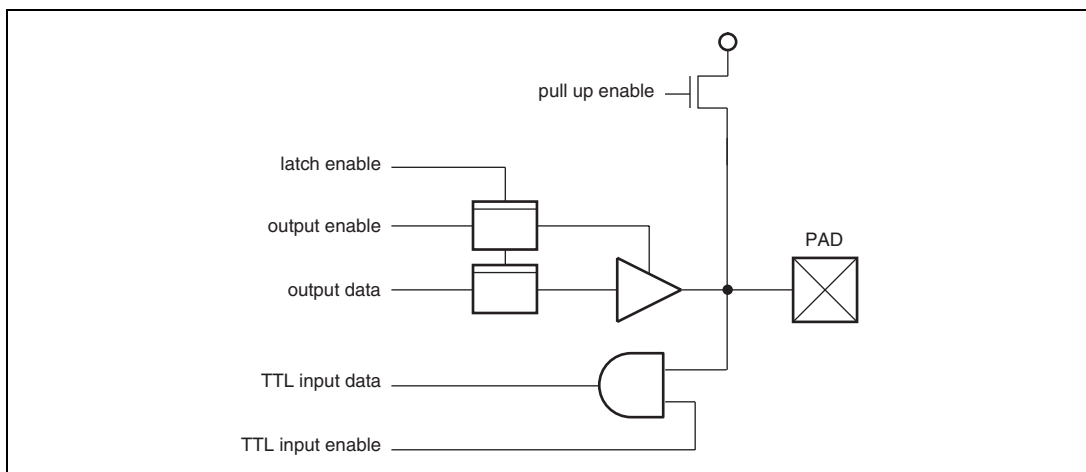 pull up enable
latch enable
output enable
PAD
output data
TTL input data
TTL input enable